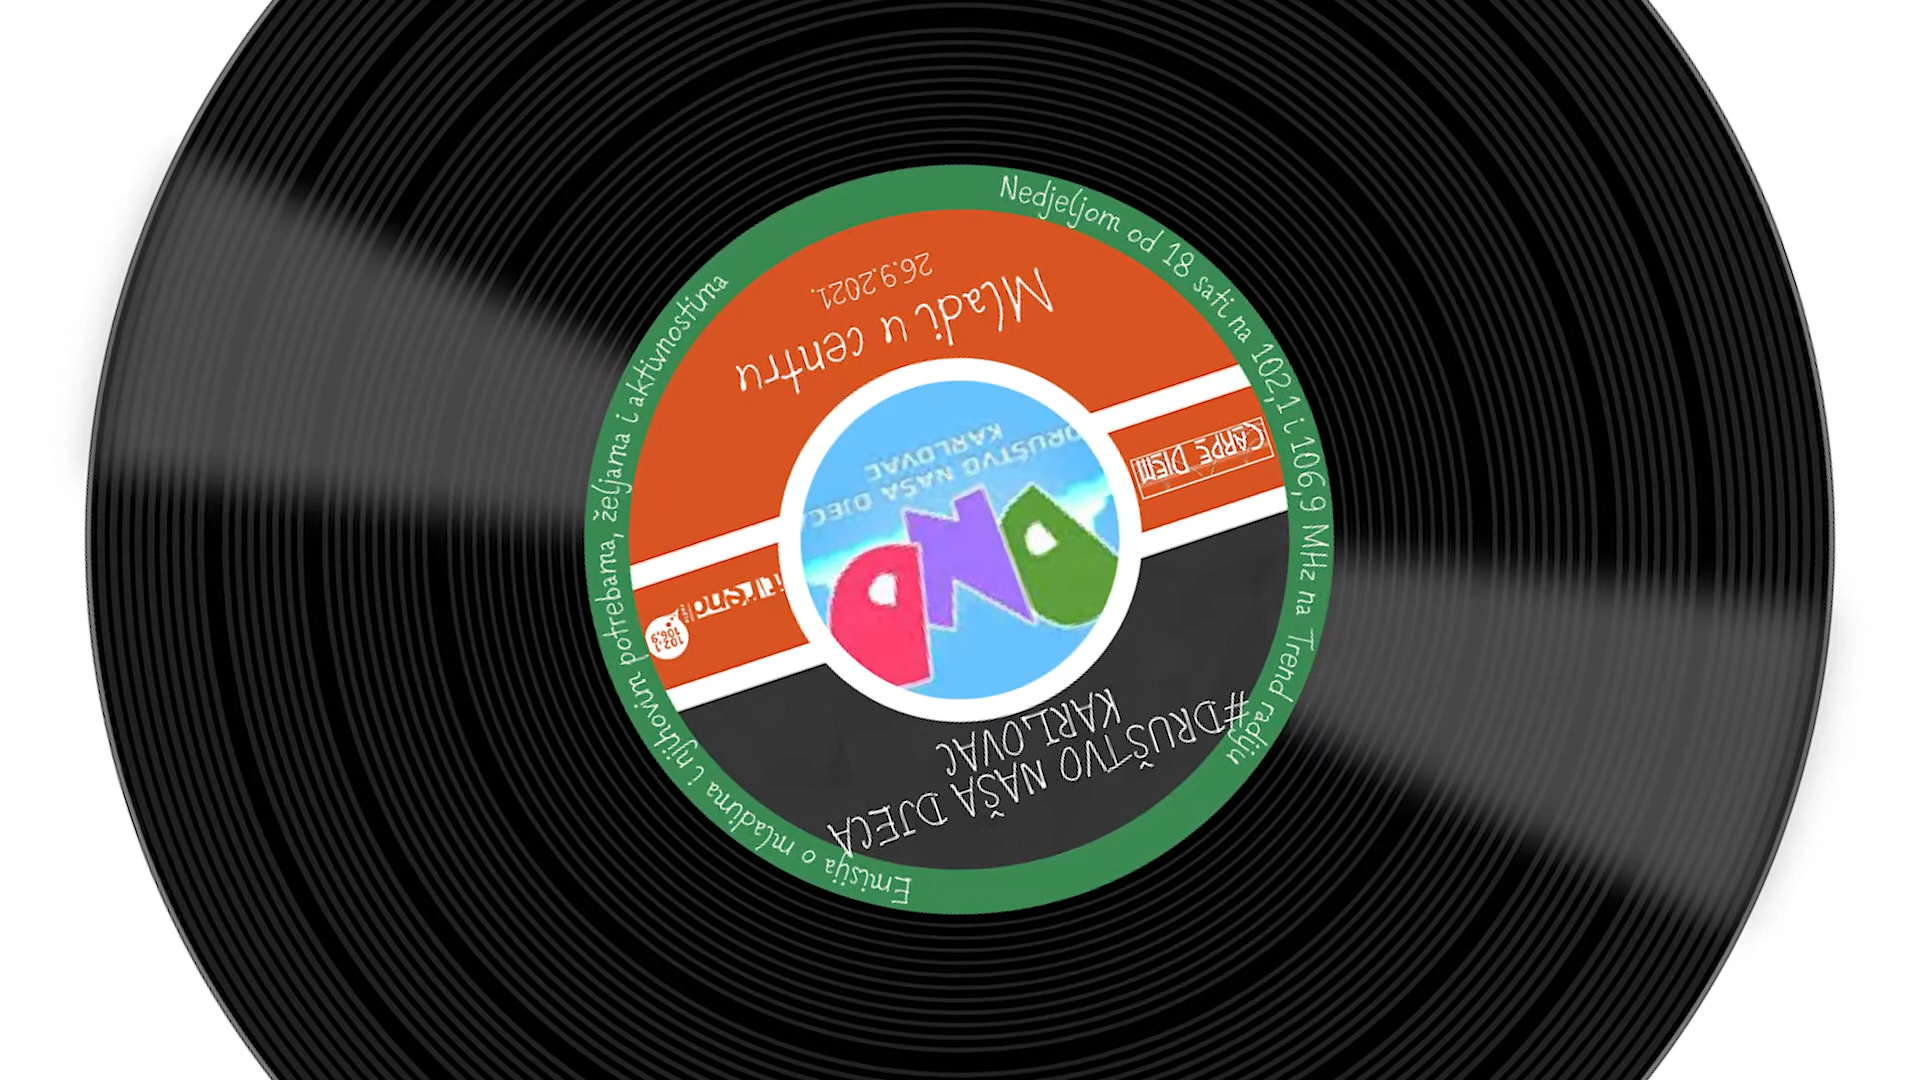 Emisija o mladima i njihovim potrebama, željama i aktivnostima
Nedjeljom od 18 sati na 102,1 i 106,9 MHz na Trend radiju
#DRUŠTVO NAŠA DJECA
KARLOVAC
CARPE DIEM
DND
DRUŠTVO NAŠA DJECA
KARLOVAC
trend
102,1
106,9
Mladi u centru
26.9.2021.